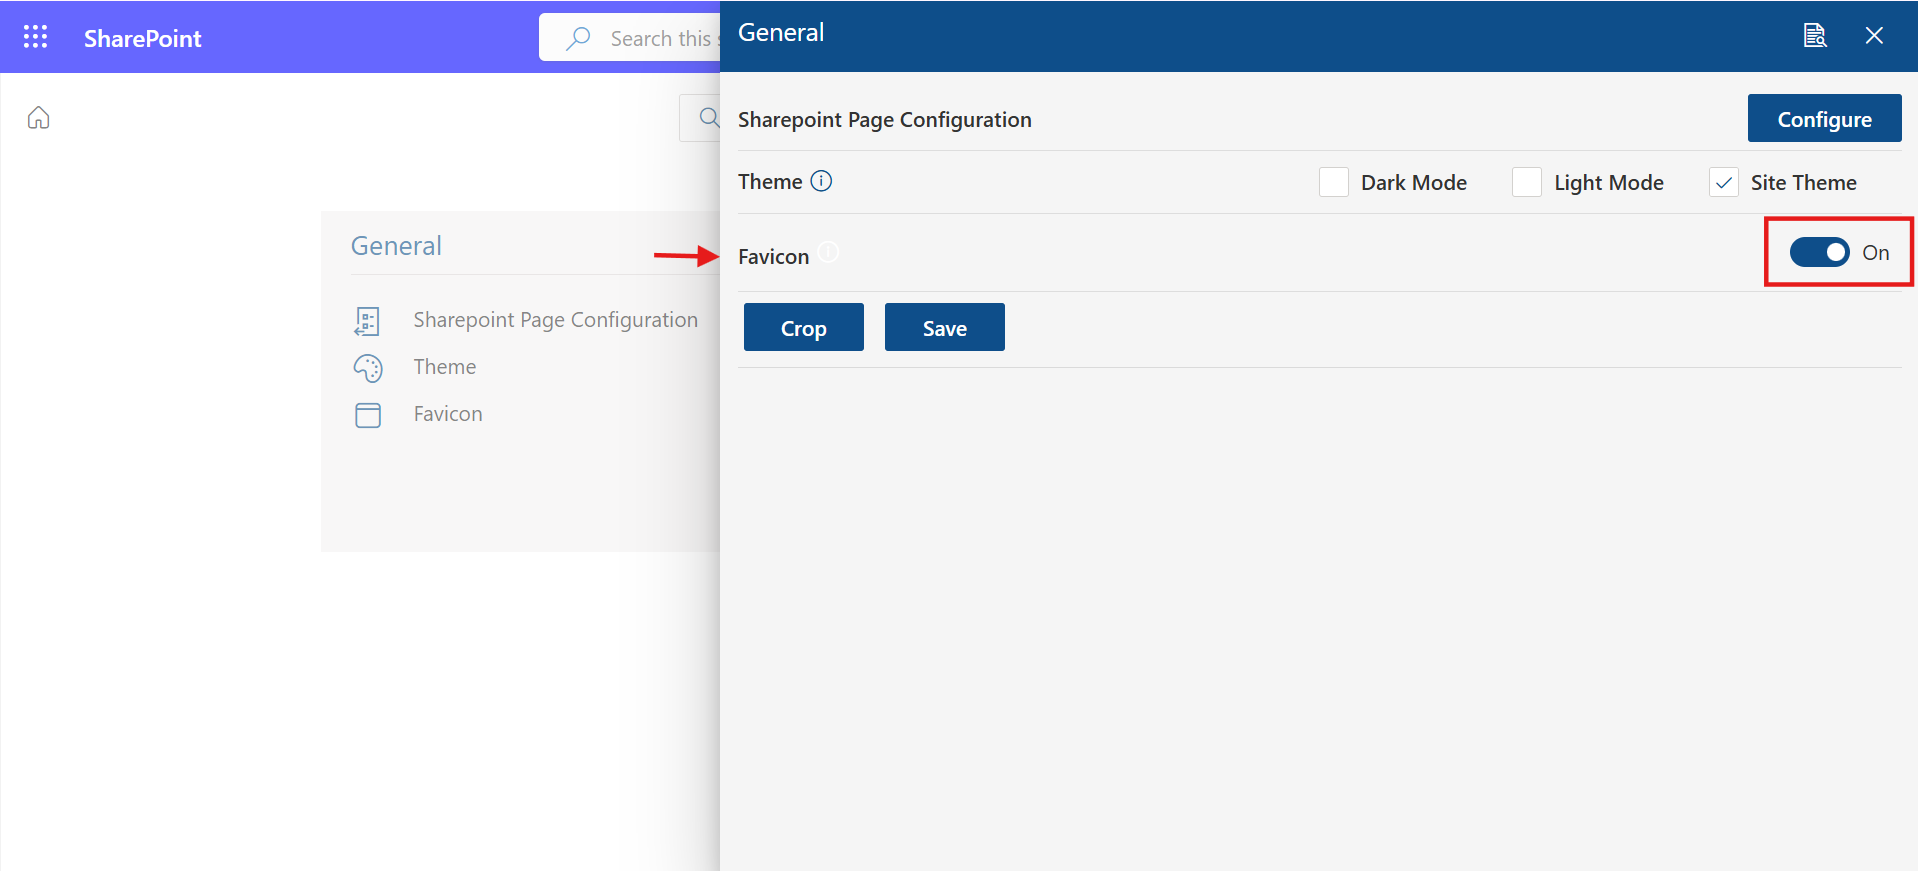 SharePoint
Search this s
General
Sharepoint Page Configuration
Configure
Theme
Dark Mode
Light Mode
Site Theme
Favicon
On
Crop
Save
General
Sharepoint Page Configuration
Theme
Favicon